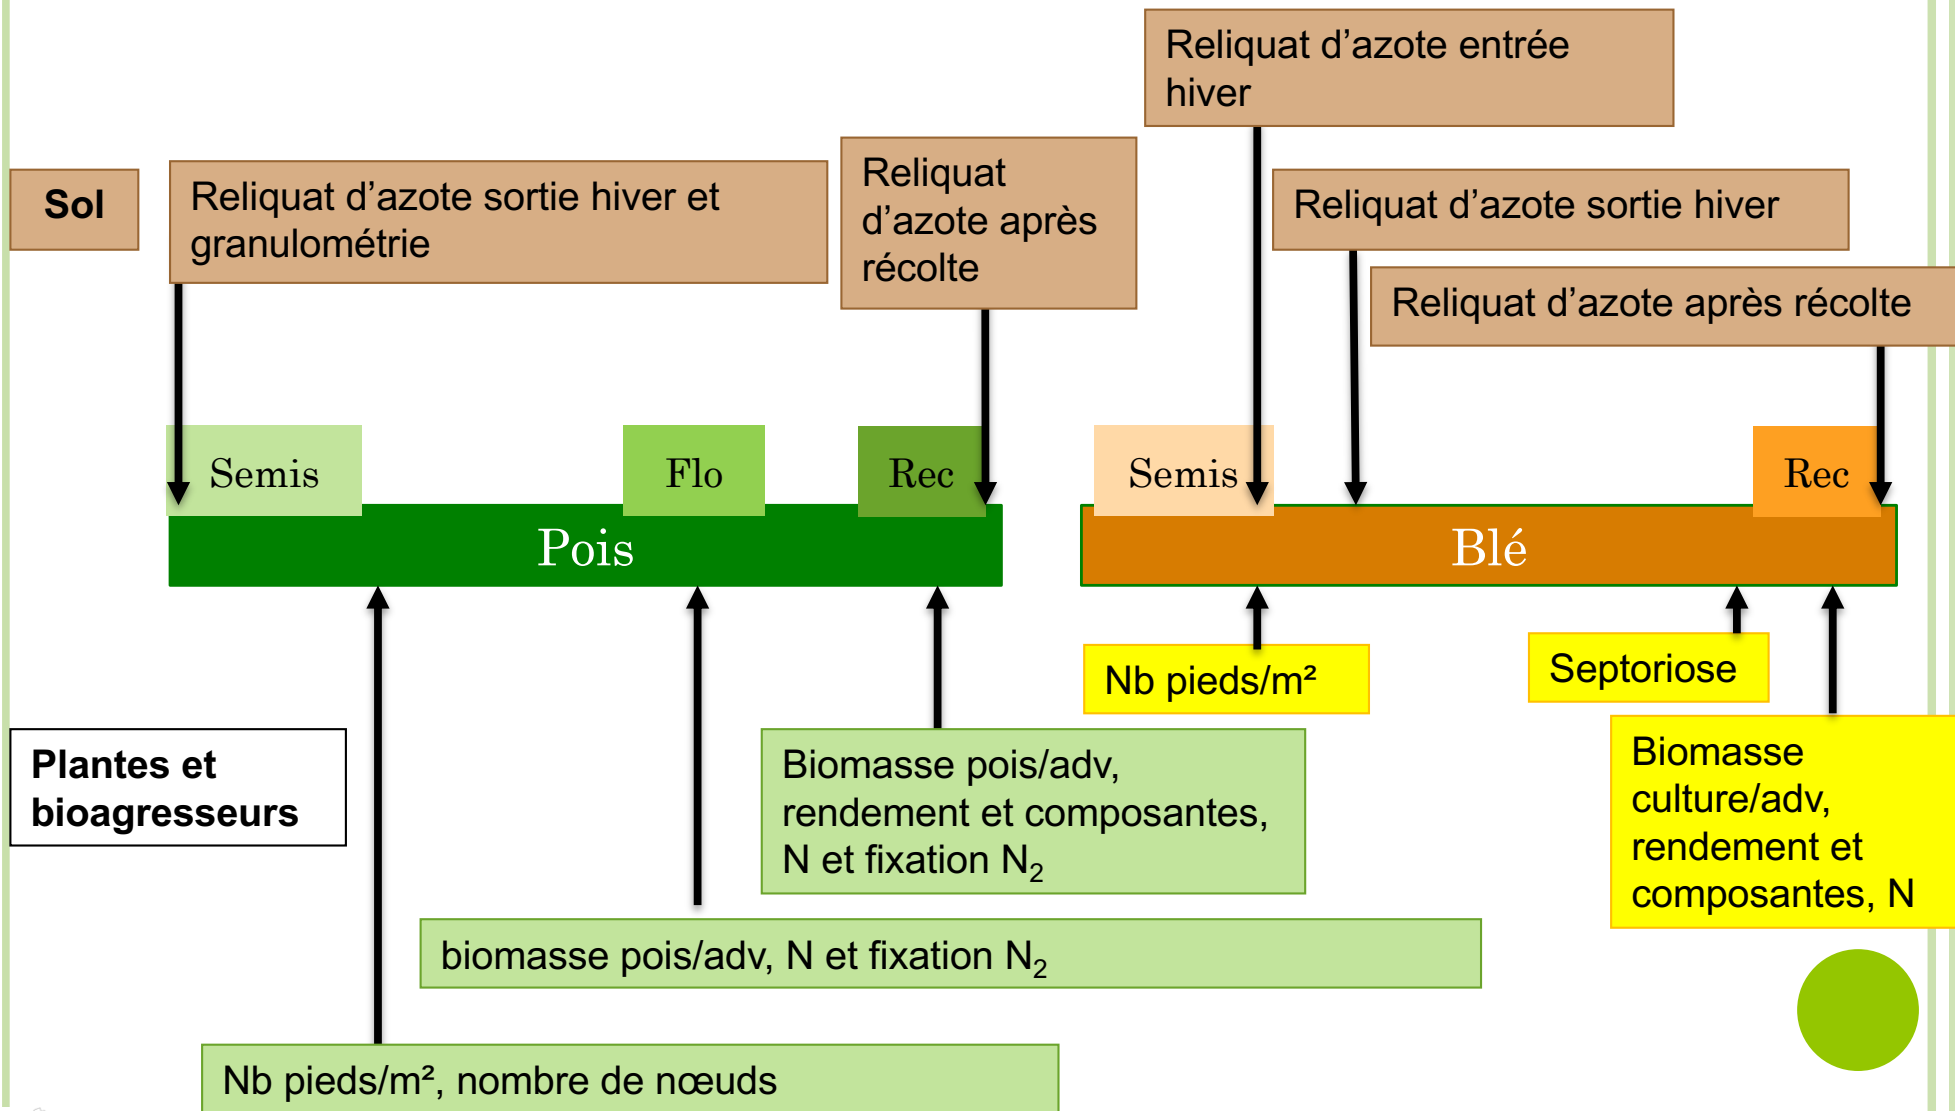 Reliquat d’azote entrée
hiver
Sol
Reliquat d’azote sortie hiver et
granulométrie
Reliquat
d’azote après
récolte
Reliquat d’azote sortie hiver
Reliquat d’azote après récolte
Semis
Flo
Rec
Semis
Rec
Pois
Blé
Nb pieds/m²
Septoriose
Plantes et
bioagresseurs
Biomasse pois/adv,
rendement et composantes,
N et fixation N₂
Biomasse
culture/adv,
rendement et
composantes, N
biomasse pois/adv, N et fixation N₂
Nb pieds/m², nombre de nœuds